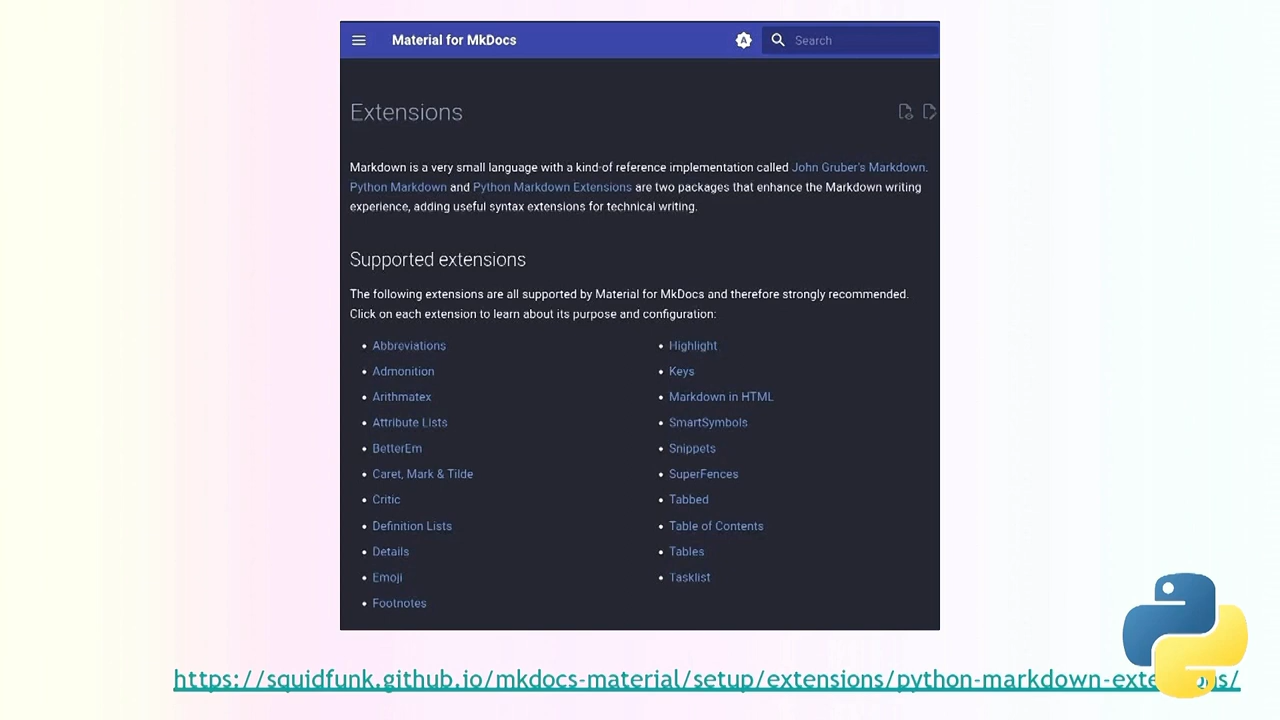 Material for MkDocs
Search
Extensions
Markdown is a very small language with a kind-of reference implementation called John Gruber's Markdown.
Python Markdown and Python Markdown Extensions are two packages that enhance the Markdown writing
experience, adding useful syntax extensions for technical writing.
Supported extensions
The following extensions are all supported by Material for MkDocs and therefore strongly recommended.
Click on each extension to learn about its purpose and configuration:
• Abbreviations
• Admonition
• Arithmatex
• Attribute Lists
• BetterEm
• Caret, Mark & Tilde
• Critic
• Definition Lists
• Details
• Emoji
• Footnotes
• Highlight
• Keys
• Markdown in HTML
• SmartSymbols
• Snippets
• SuperFences
• Tabbed
• Table of Contents
• Tables
• Tasklist
https://squidfunk.github.io/mkdocs-material/setup/extensions/python-markdown-exte